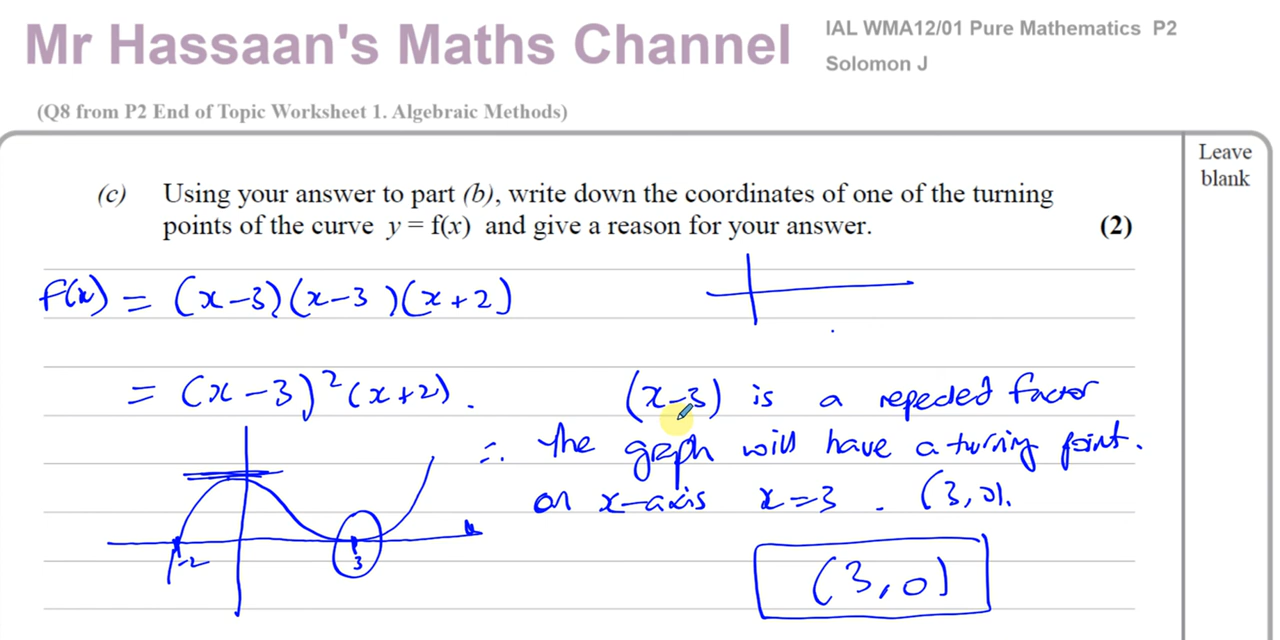 Mr Hassaan's Maths Channel
IAL WMA12/01 Pure Mathematics P2
Solomon J
(Q8 from P2 End of Topic Worksheet 1. Algebraic Methods)
Leave
blank
(c) Using your answer to part (b), write down the coordinates of one of the turning
points of the curve y = f(x) and give a reason for your answer. (2)
f(x) = (x-3)(x-3)(x+2)
= (x-3)²(x+2).
(x-3) is a repeated factor
∴ the graph will have a turning point.
on x-axis x=3 . (3,0).
-2
3
(3,0)